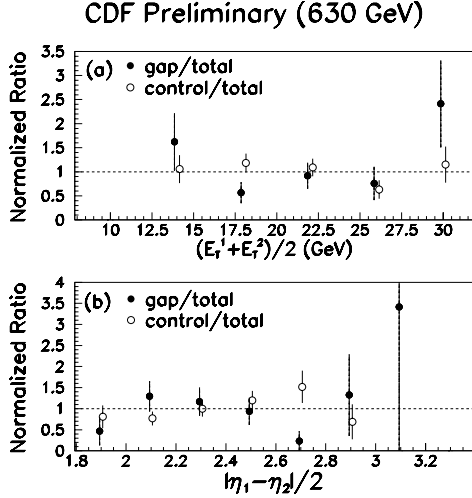 CDF Preliminary (630 GeV)
Normalized Ratio
3.5
3
2.5
2
1.5
1
0.5
0
(a)
gap/total
control/total
10 12.5 15 17.5 20 22.5 25 27.5 30
(E_T^1+E_T^2)/2 (GeV)
Normalized Ratio
4
3.5
3
2.5
2
1.5
1
0.5
0
(b)
gap/total
control/total
1.8 2 2.2 2.4 2.6 2.8 3 3.2
|η₁−η₂|/2